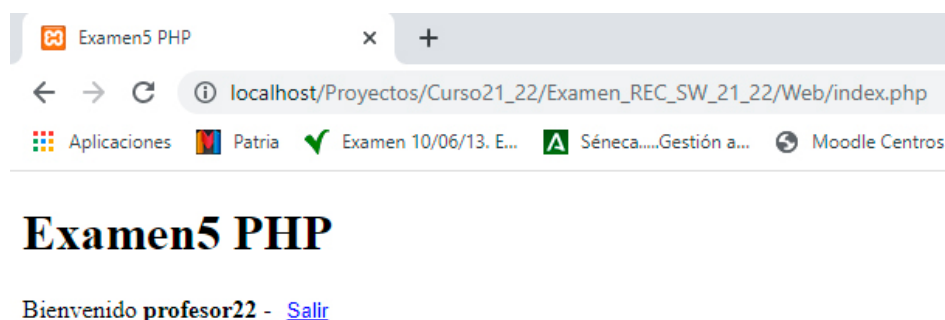 Examen5 PHP
localhost/Proyectos/Curso21_22/Examen_REC_SW_21_22/Web/index.php
Aplicaciones Patria Examen 10/06/13. E... Séneca.....Gestión a... Moodle Centros
Examen5 PHP
Bienvenido profesor22 - Salir